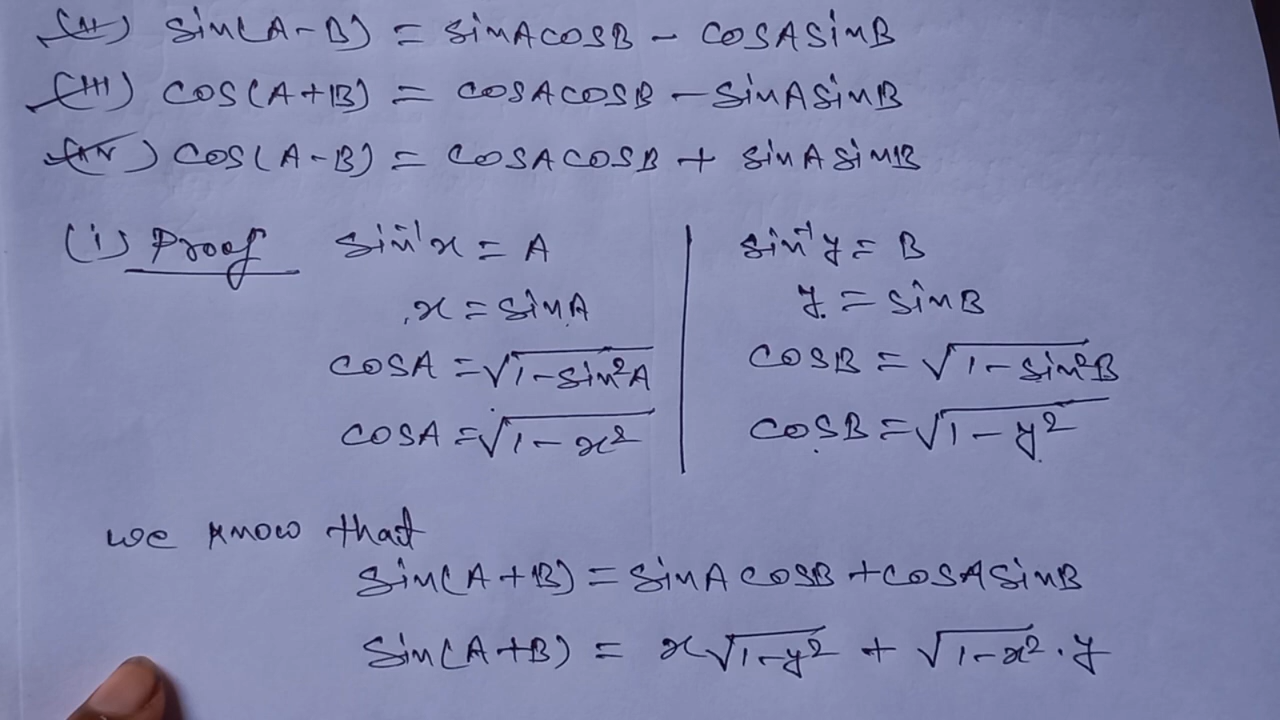 (ii) sin(A-B) = sinAcosB - cosAsinB
(iii) cos(A+B) = cosAcosB - sinAsinB
(iv) cos(A-B) = cosAcosB + sinAsinB
(i) Proof sin⁻¹x = A
x = sinA
cosA = √1-sin²A
cosA = √1-x²
sin⁻¹y = B
y = sinB
cosB = √1-sin²B
cosB = √1-y²
we know that
sin(A+B) = sinAcosB + cosAsinB
sin(A+B) = x√1-y² + √1-x².y